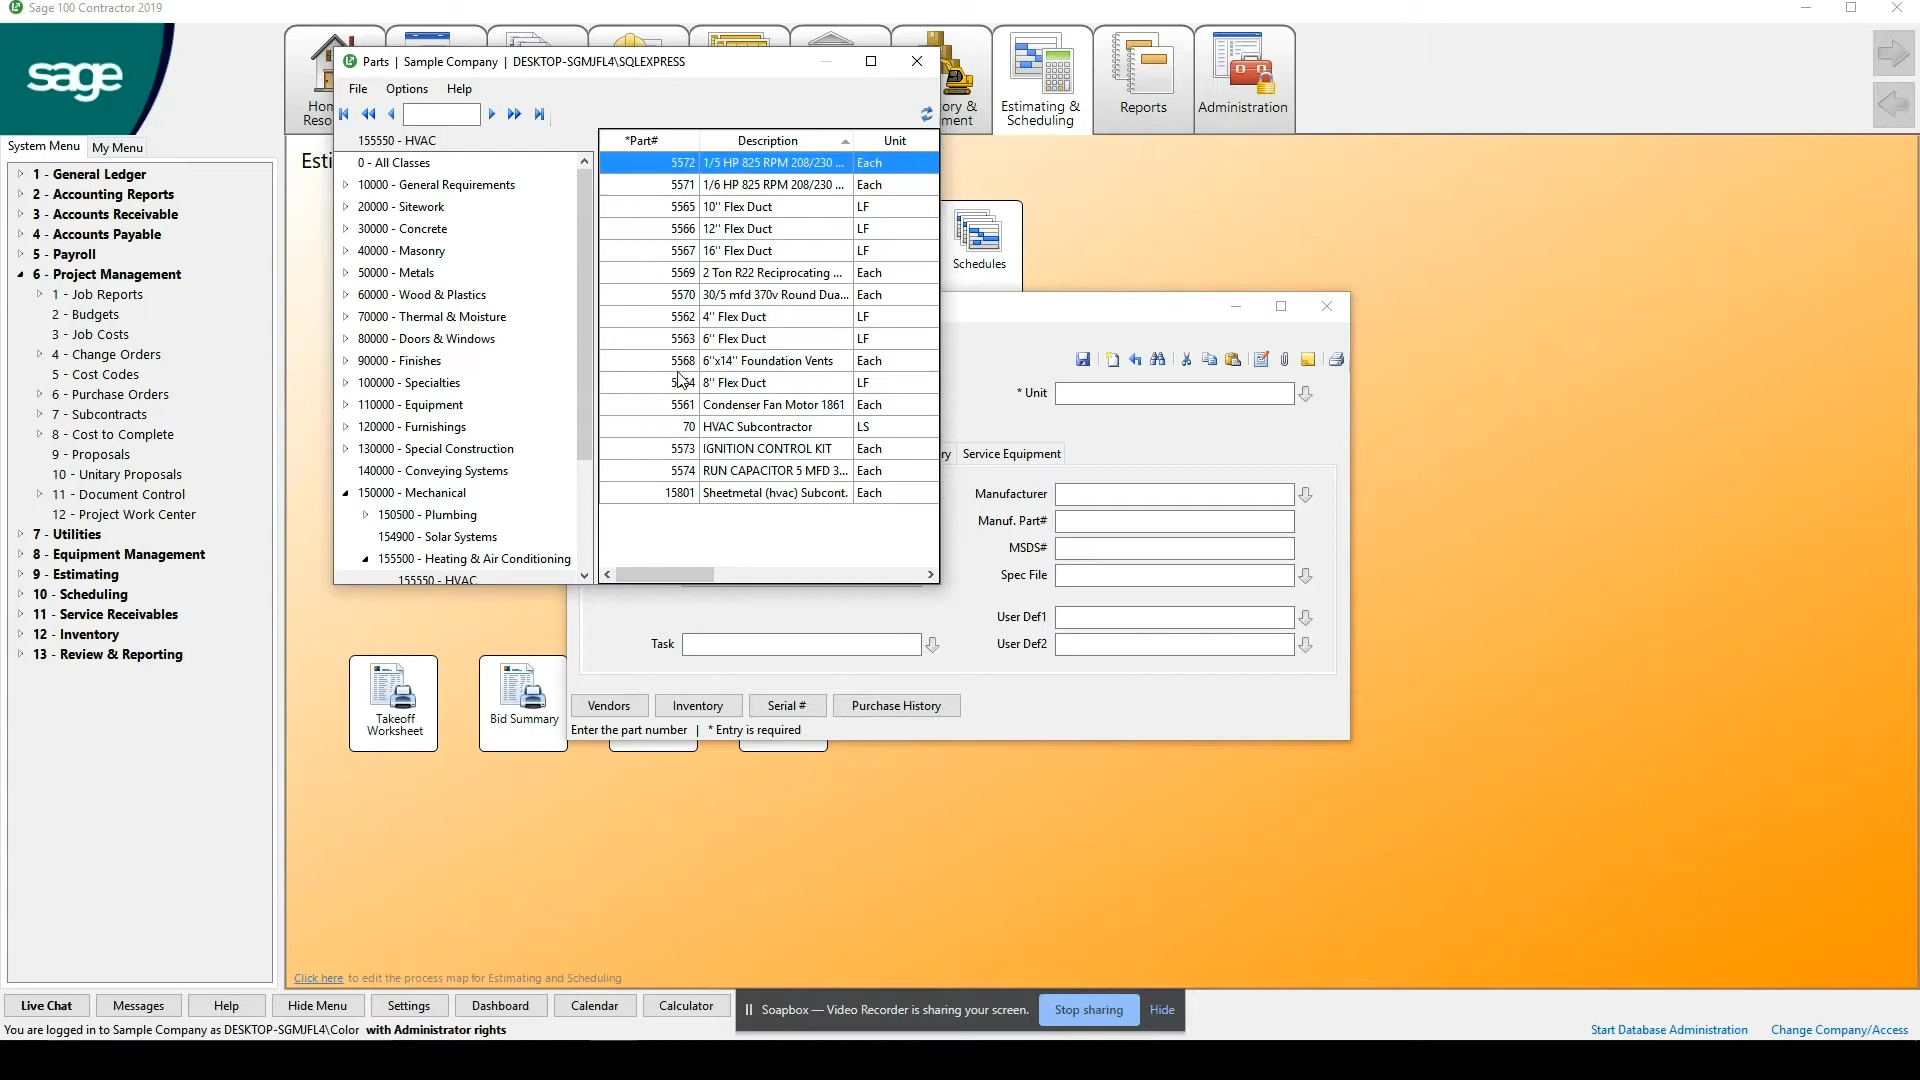 Sage 100 Contractor 2019
sage
Estimating & Scheduling
Reports
Administration
Parts | Sample Company | DESKTOP-SGMJFL4\SQLEXPRESS
File Options Help
155550 - HVAC
0 - All Classes
10000 - General Requirements
20000 - Sitework
30000 - Concrete
40000 - Masonry
50000 - Metals
60000 - Wood & Plastics
70000 - Thermal & Moisture
80000 - Doors & Windows
90000 - Finishes
100000 - Specialties
110000 - Equipment
120000 - Furnishings
130000 - Special Construction
140000 - Conveying Systems
150000 - Mechanical
150500 - Plumbing
154900 - Solar Systems
155500 - Heating & Air Conditioning
155550 - HVAC
*Part# Description Unit
5572 1/5 HP 825 RPM 208/230 ... Each
5571 1/6 HP 825 RPM 208/230 ... Each
5565 10'' Flex Duct LF
5566 12'' Flex Duct LF
5567 16'' Flex Duct LF
5569 2 Ton R22 Reciprocating ... Each
5570 30/5 mfd 370v Round Dua... Each
5562 4'' Flex Duct LF
5563 6'' Flex Duct LF
5568 6''x14'' Foundation Vents Each
8'' Flex Duct LF
5561 Condenser Fan Motor 1861 Each
70 HVAC Subcontractor LS
5573 IGNITION CONTROL KIT Each
5574 RUN CAPACITOR 5 MFD 3... Each
15801 Sheetmetal (hvac) Subcont. Each
System Menu My Menu
1 - General Ledger
2 - Accounting Reports
3 - Accounts Receivable
4 - Accounts Payable
5 - Payroll
6 - Project Management
1 - Job Reports
2 - Budgets
3 - Job Costs
4 - Change Orders
5 - Cost Codes
6 - Purchase Orders
7 - Subcontracts
8 - Cost to Complete
9 - Proposals
10 - Unitary Proposals
11 - Document Control
12 - Project Work Center
7 - Utilities
8 - Equipment Management
9 - Estimating
10 - Scheduling
11 - Service Receivables
12 - Inventory
13 - Review & Reporting
Schedules
* Unit
Service Equipment
Manufacturer
Manuf. Part#
MSDS#
Spec File
User Def1
Task User Def2
Vendors Inventory Serial # Purchase History
Enter the part number | * Entry is required
Takeoff Worksheet
Bid Summary
Click here to edit the process map for Estimating and Scheduling
Live Chat Messages Help Hide Menu Settings Dashboard Calendar Calculator
Soapbox — Video Recorder is sharing your screen. Stop sharing Hide
You are logged in to Sample Company as DESKTOP-SGMJFL4\Color with Administrator rights
Start Database Administration Change Company/Access